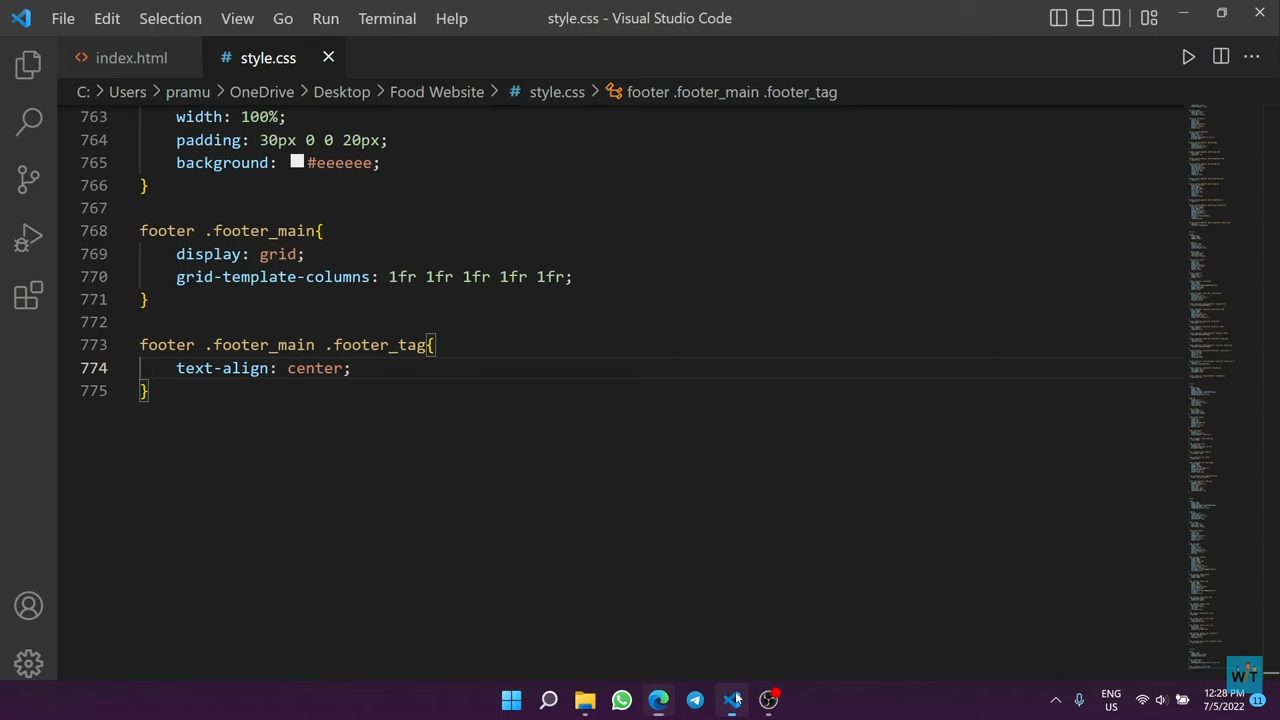 File Edit Selection View Go Run Terminal Help style.css - Visual Studio Code
index.html # style.css
C: > Users > pramu > OneDrive > Desktop > Food Website > # style.css > footer .footer_main .footer_tag
763 width: 100%;
764 padding: 30px 0 0 20px;
765 background: #eeeeee;
766 }
767
768 footer .footer_main{
769 display: grid;
770 grid-template-columns: 1fr 1fr 1fr 1fr 1fr;
771 }
772
773 footer .footer_main .footer_tag{
774 text-align: center;
775 }
WT
ENG
US
12:28 PM
7/5/2022
11